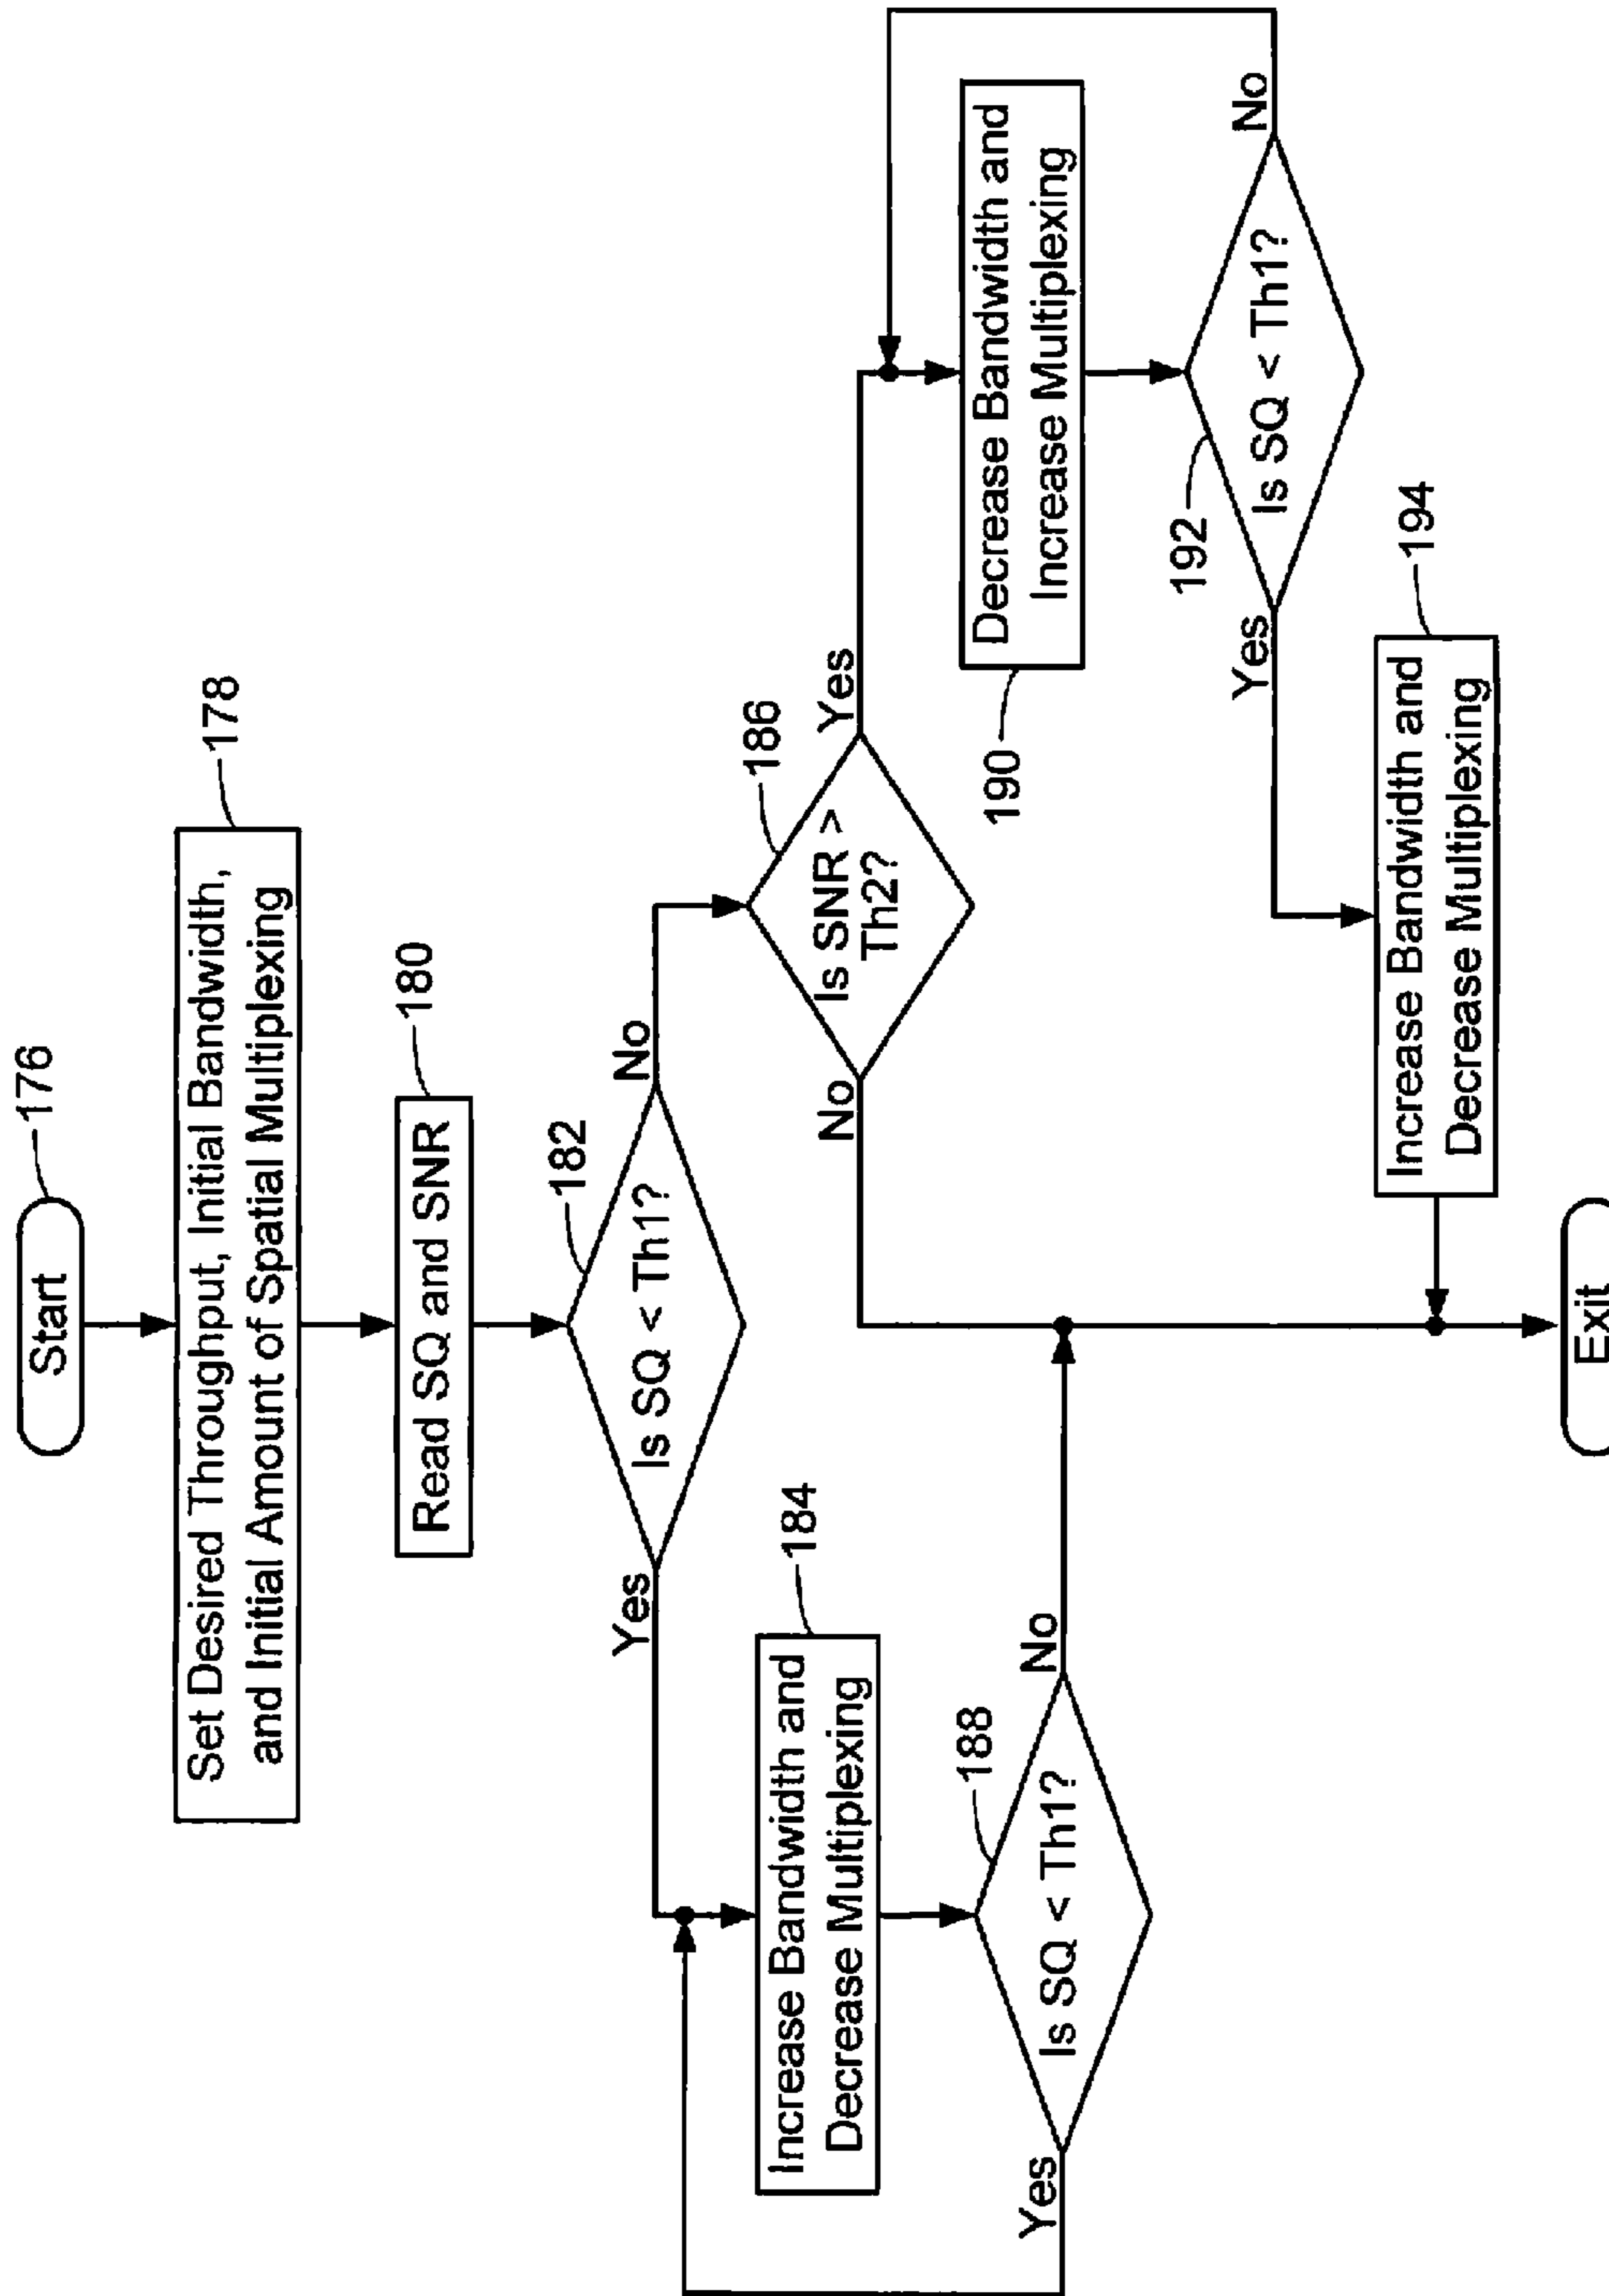 Start
176
Set Desired Throughput, Initial Bandwidth,
and Initial Amount of Spatial Multiplexing
178
Read SQ and SNR
180
Is SQ < Th1?
182
Yes
No
Increase Bandwidth and
Decrease Multiplexing
184
Is SQ < Th1?
188
Yes
No
Is SNR >
Th2?
186
No
Yes
Decrease Bandwidth and
Increase Multiplexing
190
Is SQ < Th1?
192
Yes
No
Increase Bandwidth and
Decrease Multiplexing
194
Exit